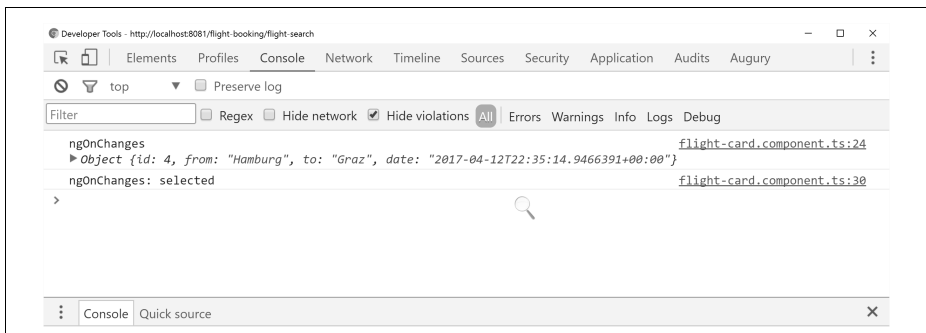 Developer Tools - http://localhost:8081/flight-booking/flight-search
Elements Profiles Console Network Timeline Sources Security Application Audits Augury
top Preserve log
Filter Regex Hide network Hide violations All Errors Warnings Info Logs Debug
ngOnChanges flight-card.component.ts:24
Object {id: 4, from: "Hamburg", to: "Graz", date: "2017-04-12T22:35:14.9466391+00:00"}
ngOnChanges: selected flight-card.component.ts:30
>
Console Quick source